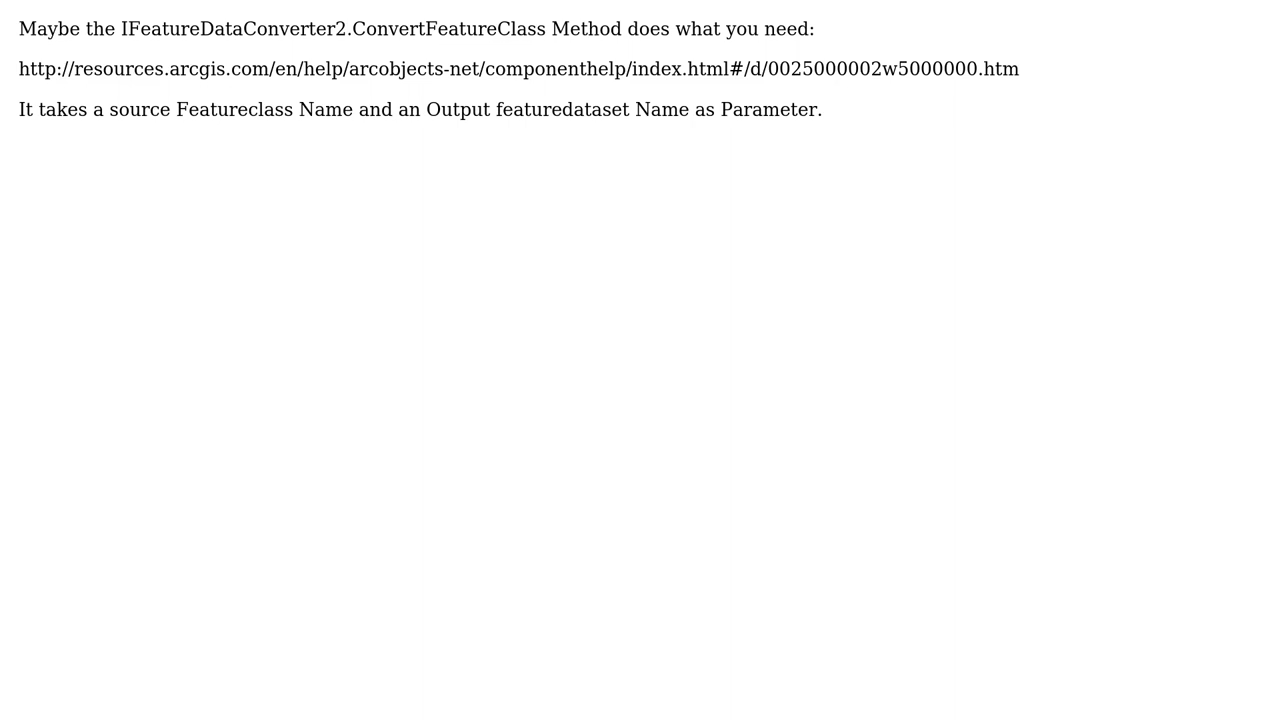 Maybe the IFeatureDataConverter2.ConvertFeatureClass Method does what you need:
http://resources.arcgis.com/en/help/arcobjects-net/componenthelp/index.html#/d/0025000002w5000000.htm
It takes a source Featureclass Name and an Output featuredataset Name as Parameter.